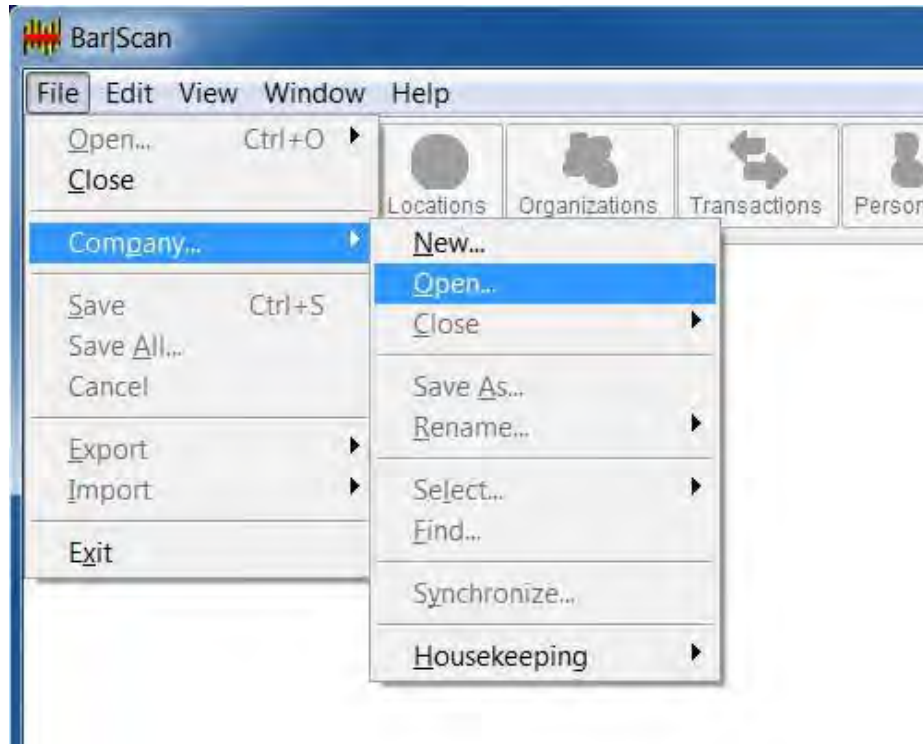 Bar|Scan
File Edit View Window Help
Open... Ctrl+O
Close
Company...
Save Ctrl+S
Save All...
Cancel
Export
Import
Exit
Locations Organizations Transactions Person
New...
Open...
Close
Save As...
Rename...
Select...
Find...
Synchronize...
Housekeeping